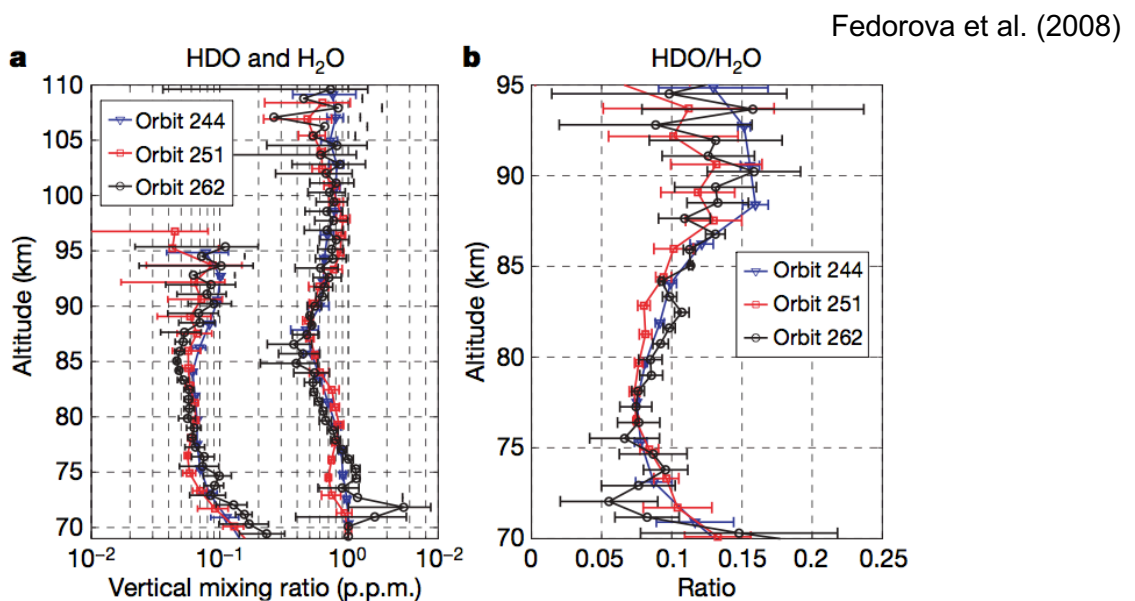 Fedorova et al. (2008)
a HDO and H₂O
110
105
100
95
90
85
80
75
70
Altitude (km)
Orbit 244
Orbit 251
Orbit 262
10⁻² 10⁻¹ 10⁰ 10⁻²
Vertical mixing ratio (p.p.m.)
b HDO/H₂O
95
90
85
80
75
70
Altitude (km)
Orbit 244
Orbit 251
Orbit 262
0 0.05 0.1 0.15 0.2 0.25
Ratio